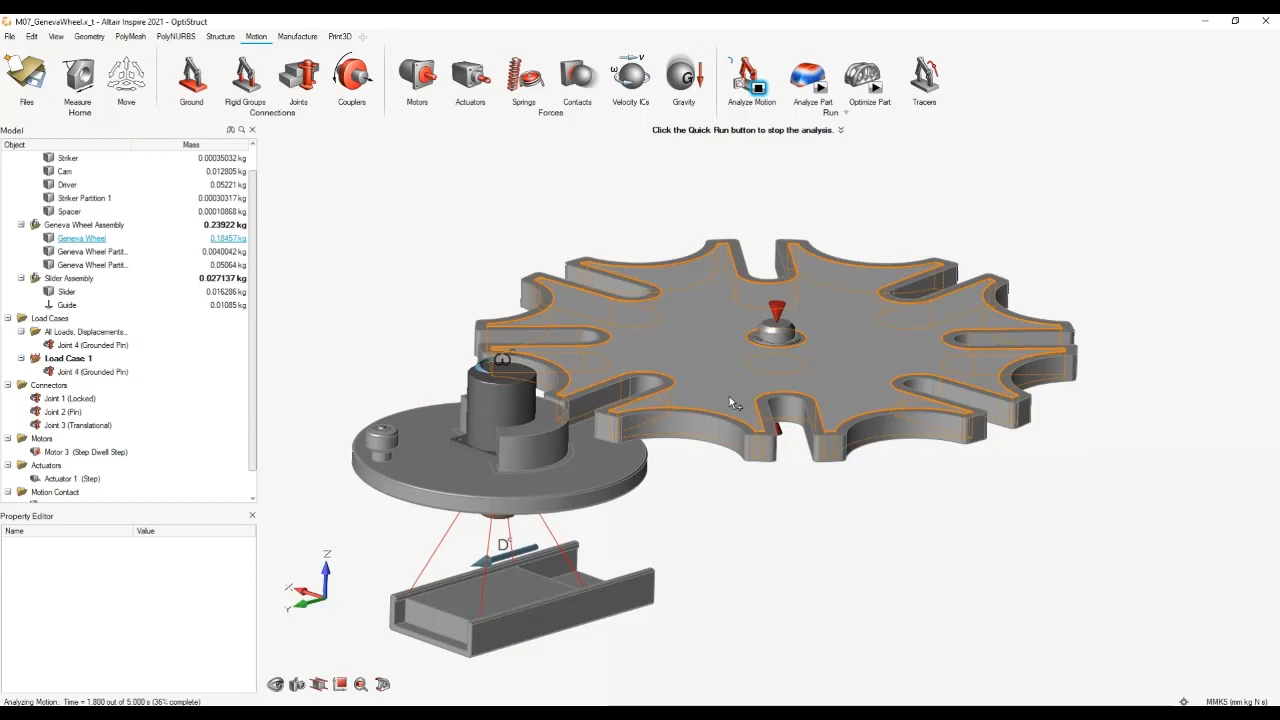 M07_GenevaWheel.x_t - Altair Inspire 2021 - OptiStruct
File Edit View Geometry PolyMesh PolyNURBS Structure Motion Manufacture Print3D
Files Measure Move Ground Rigid Groups Joints Couplers Motors Actuators Springs Contacts Velocity ICs Gravity Analyze Motion Analyze Part Optimize Part Tracers
Home Connections Forces Run
Model
Click the Quick Run button to stop the analysis.
Object Mass
Striker 0.00035032 kg
Cam 0.012805 kg
Driver 0.05221 kg
Striker Partition 1 0.00030317 kg
Spacer 0.00010868 kg
Geneva Wheel Assembly 0.23922 kg
Geneva Wheel 0.18457 kg
Geneva Wheel Partit... 0.0040042 kg
Geneva Wheel Partit... 0.05064 kg
Slider Assembly 0.027137 kg
Slider 0.016286 kg
Guide 0.01085 kg
Load Cases
All Loads, Displacements...
Joint 4 (Grounded Pin)
Load Case 1
Joint 4 (Grounded Pin)
Connectors
Joint 1 (Locked)
Joint 2 (Pin)
Joint 3 (Translational)
Motors
Motor 3 (Step Dwell Step)
Actuators
Actuator 1 (Step)
Motion Contact
Property Editor
Name Value
ω
G
v
ω
D
Z
X
Y
Analyzing Motion: Time = 1.800 out of 5.000 s (36% complete)
MMKS (mm kg N s)